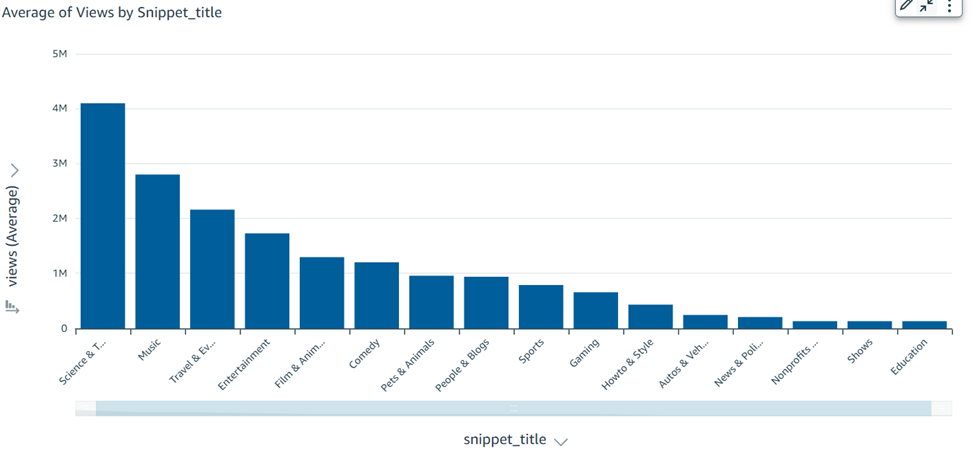 Average of Views by Snippet_title
views (Average)
5M
4M
3M
2M
1M
0
Science & T...
Music
Travel & Ev...
Entertainment
Film & Anim...
Comedy
Pets & Animals
People & Blogs
Sports
Gaming
Howto & Style
Autos & Veh...
News & Poli...
Nonprofits ...
Shows
Education
snippet_title